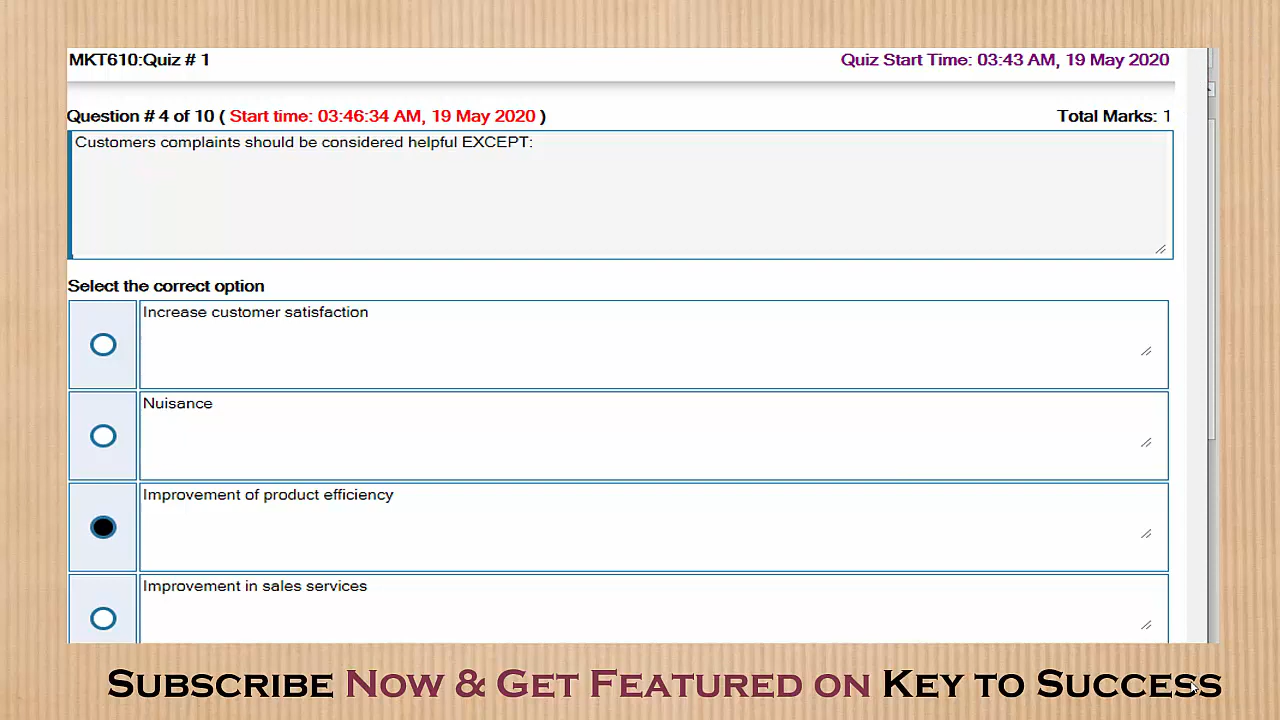 MKT610:Quiz # 1
Quiz Start Time: 03:43 AM, 19 May 2020
Question # 4 of 10 ( Start time: 03:46:34 AM, 19 May 2020 )
Total Marks: 1
Customers complaints should be considered helpful EXCEPT:
Select the correct option
Increase customer satisfaction
Nuisance
Improvement of product efficiency
Improvement in sales services
Subscribe Now & Get Featured on Key to Success